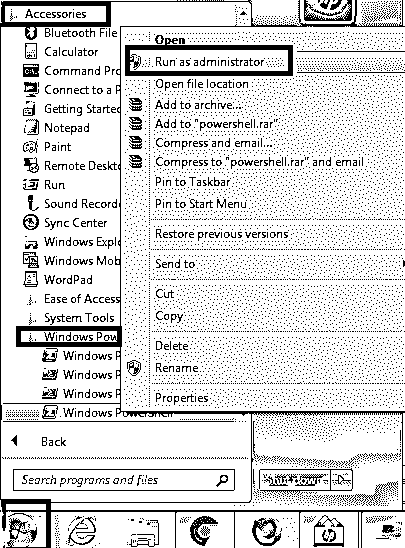 Accessories
Bluetooth File
Calculator
Command Pro
Connect to a P
Getting Started
Notepad
Paint
Remote Deskto
Run
Sound Recorde
Sync Center
Windows Explo
Windows Mob
WordPad
Ease of Access
System Tools
Windows Pow
Windows P
Windows P
Windows P
Windows PowerShell
Back
Search programs and files
Open
Run as administrator
Open file location
Add to archive...
Add to "powershell.rar"
Compress and email...
Compress to "powershell.rar" and email
Pin to Taskbar
Pin to Start Menu
Restore previous versions
Send to
Cut
Copy
Delete
Rename
Properties
Shut down